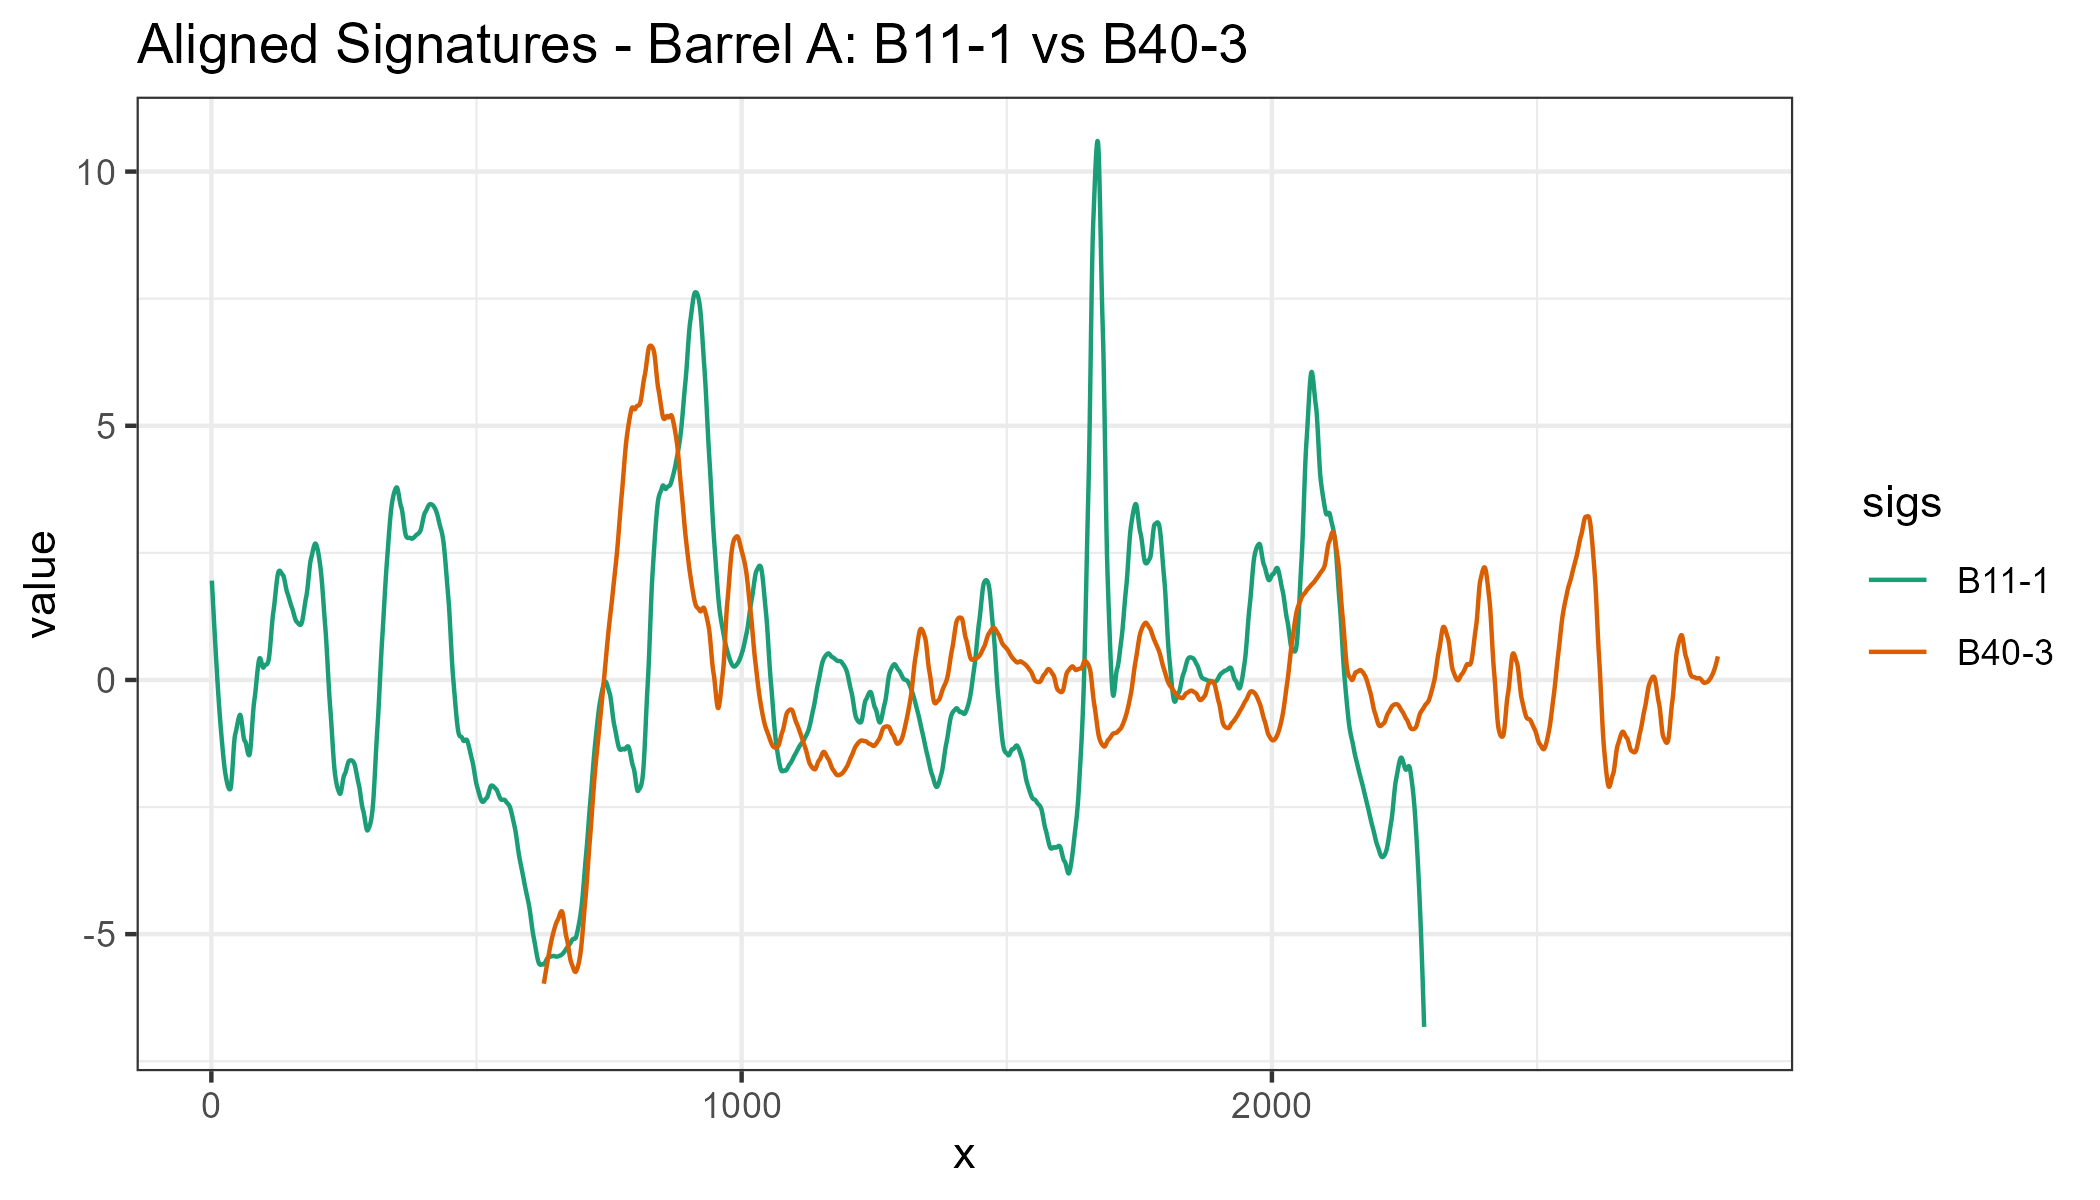 Aligned Signatures - Barrel A: B11-1 vs B40-3
10
5
0
-5
value
0 1000 2000
x
sigs
B11-1
B40-3